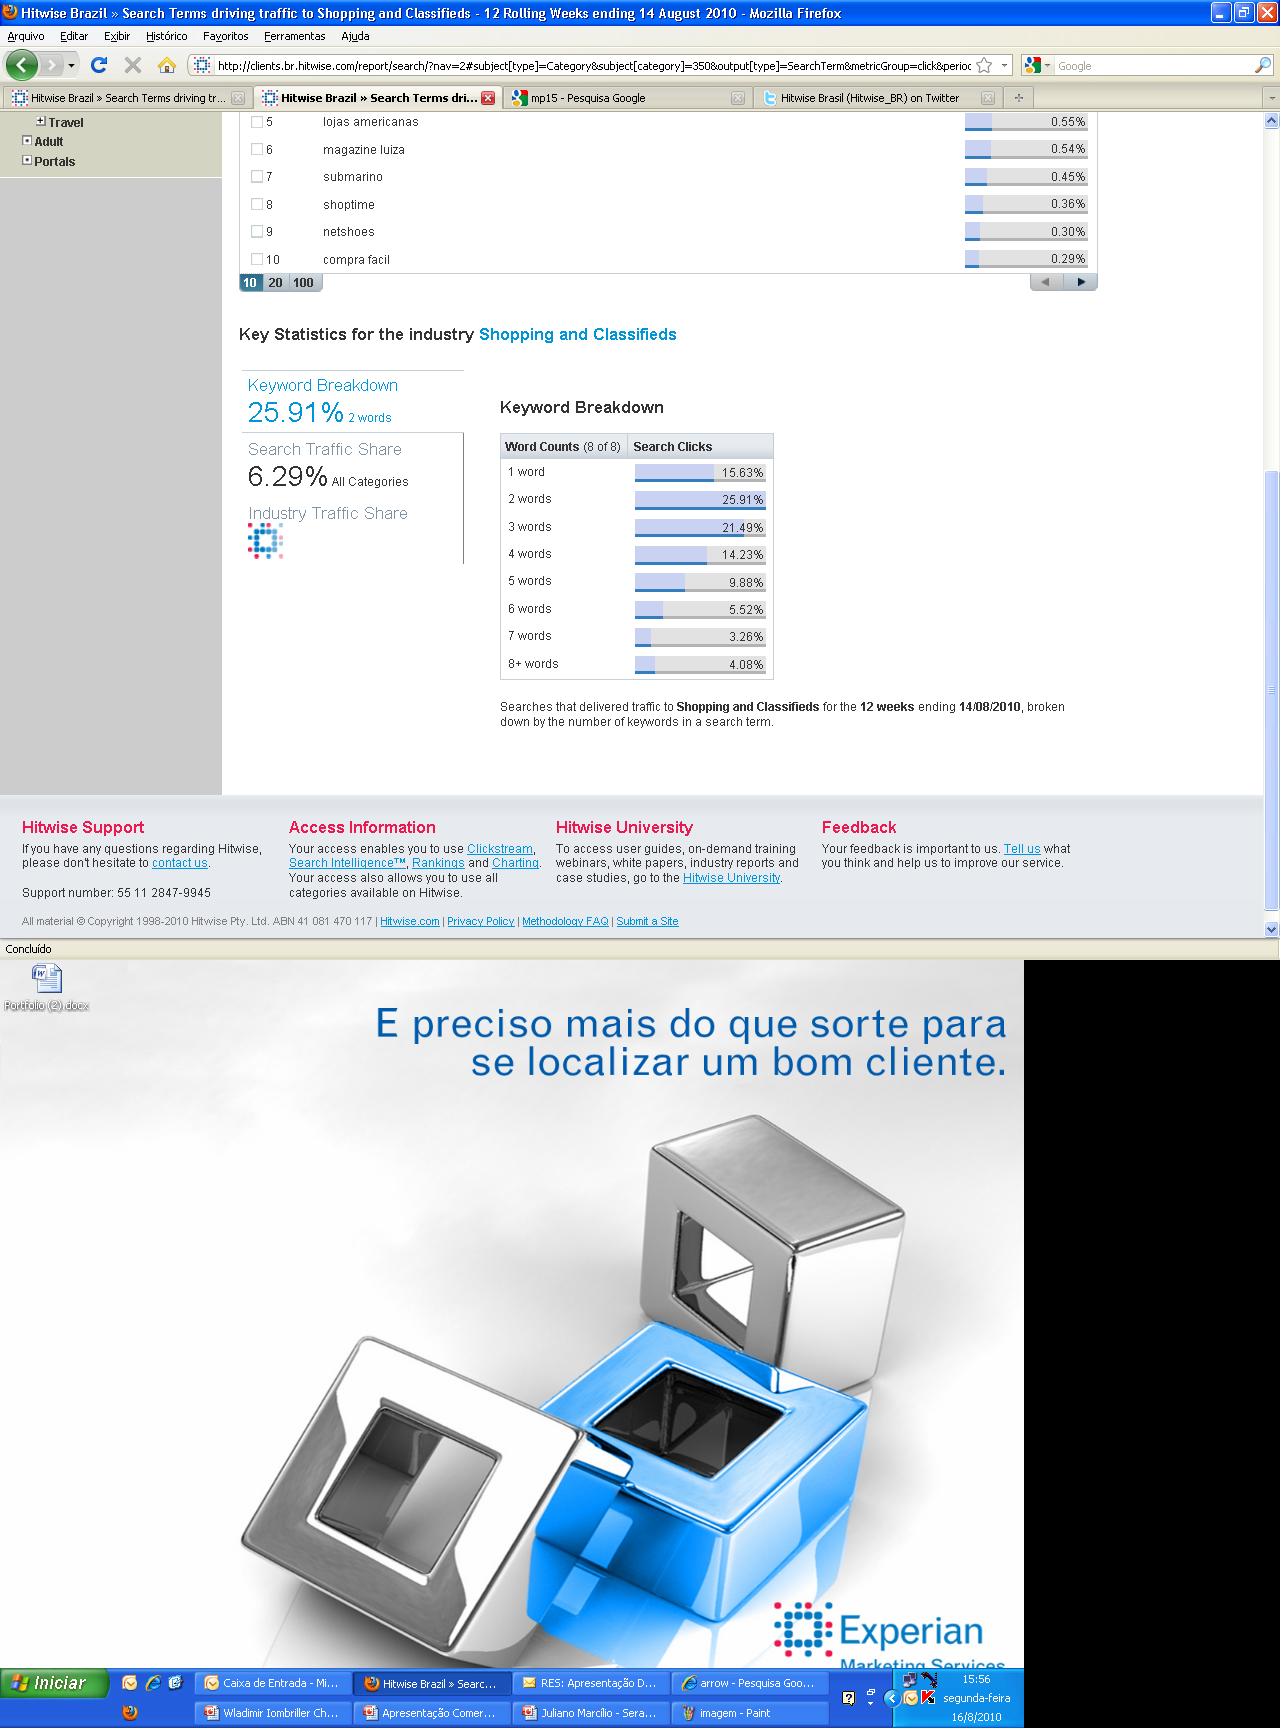 Hitwise Brazil » Search Terms driving traffic to Shopping and Classifieds - 12 Rolling Weeks ending 14 August 2010 - Mozilla Firefox
Arquivo Editar Exibir Histórico Favoritos Ferramentas Ajuda
http://clients.br.hitwise.com/report/search/?nav=2#subject[type]=Category&subject[category]=350&output[type]=SearchTerm&metricGroup=click&period Google
Hitwise Brazil » Search Terms driving tr... Hitwise Brazil » Search Terms dri... mp15 - Pesquisa Google Hitwise Brasil (Hitwise_BR) on Twitter
Travel
Adult
Portals
5 lojas americanas 0.55%
6 magazine luiza 0.54%
7 submarino 0.45%
8 shoptime 0.36%
9 netshoes 0.30%
10 compra facil 0.29%
10 20 100
Key Statistics for the industry Shopping and Classifieds
Keyword Breakdown
25.91% 2 words
Search Traffic Share
6.29% All Categories
Industry Traffic Share
Keyword Breakdown
Word Counts (8 of 8) Search Clicks
1 word 15.63%
2 words 25.91%
3 words 21.49%
4 words 14.23%
5 words 9.88%
6 words 5.52%
7 words 3.26%
8+ words 4.08%
Searches that delivered traffic to Shopping and Classifieds for the 12 weeks ending 14/08/2010, broken
down by the number of keywords in a search term.
Hitwise Support
If you have any questions regarding Hitwise,
please don't hesitate to contact us.
Support number: 55 11 2847-9945
Access Information
Your access enables you to use Clickstream,
Search Intelligence™, Rankings and Charting.
Your access also allows you to use all
categories available on Hitwise.
Hitwise University
To access user guides, on-demand training
webinars, white papers, industry reports and
case studies, go to the Hitwise University.
Feedback
Your feedback is important to us. Tell us what
you think and help us to improve our service.
All material © Copyright 1998-2010 Hitwise Pty. Ltd. ABN 41 081 470 117 | Hitwise.com | Privacy Policy | Methodology FAQ | Submit a Site
Concluído
Portfolio (2).docx
E preciso mais do que sorte para
se localizar um bom cliente.
Experian
Marketing Services
Iniciar
Caixa de Entrada - Mi... Hitwise Brazil » Searc... RES: Apresentação D... arrow - Pesquisa Goo...
Wladimir Iombriller Ch... Apresentação Comer... Juliano Marcílio - Sera... imagem - Paint
15:56
segunda-feira
16/8/2010